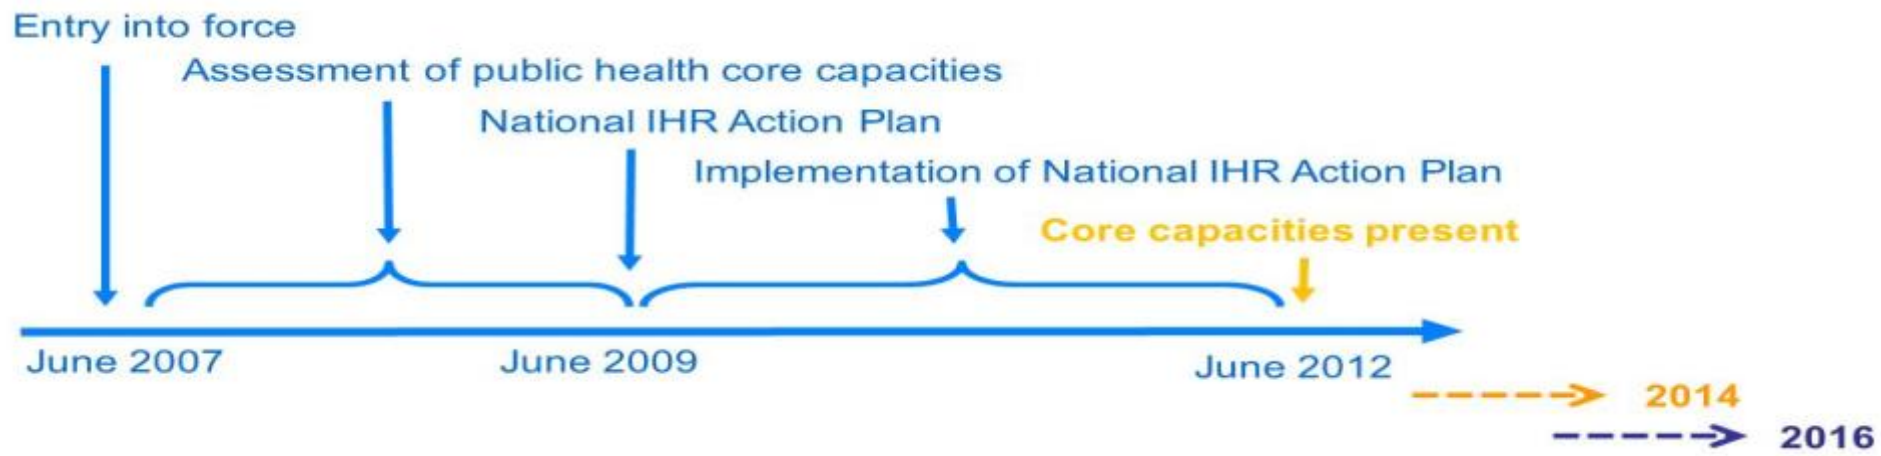 Entry into force
Assessment of public health core capacities
National IHR Action Plan
Implementation of National IHR Action Plan
Core capacities present
June 2007
June 2009
June 2012
2014
2016